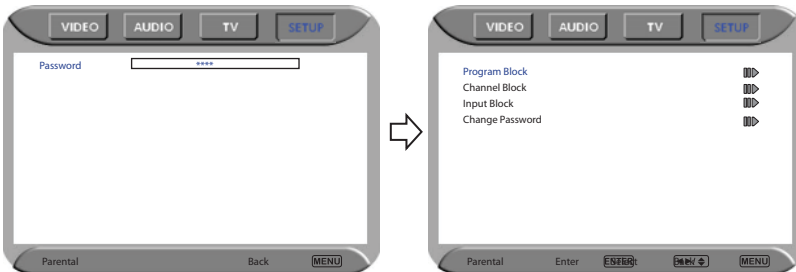 VIDEO AUDIO TV SETUP
Password ****
Parental Back MENU
VIDEO AUDIO TV SETUP
Program Block
Channel Block
Input Block
Change Password
Parental Enter MENU